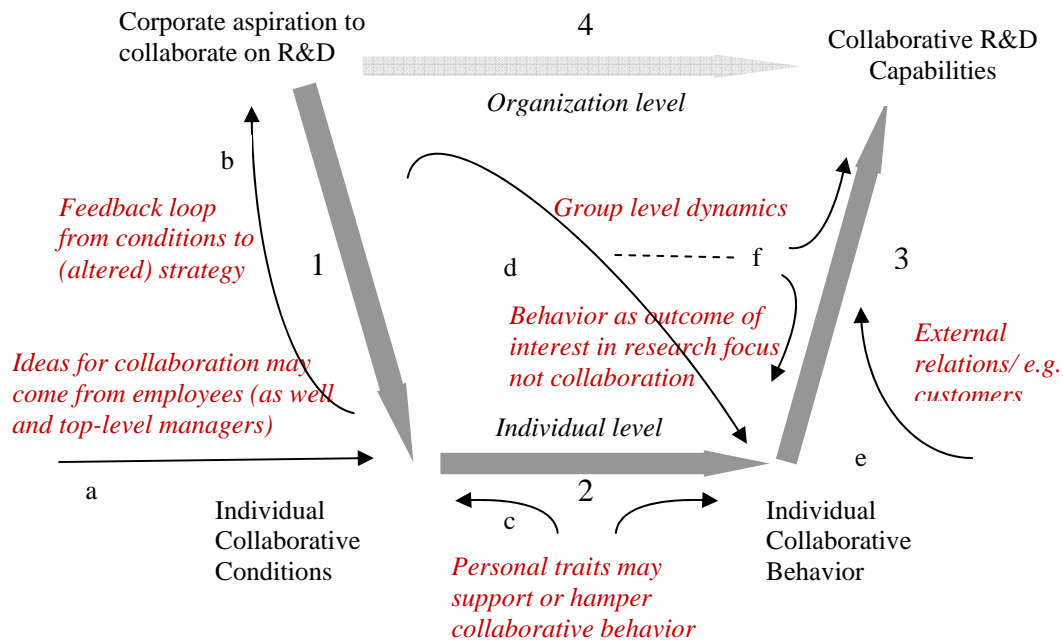 Corporate aspiration to
collaborate on R&D
4
Collaborative R&D
Capabilities
Organization level
b
Feedback loop
from conditions to
(altered) strategy
1
Group level dynamics
d
f
3
Behavior as outcome of
interest in research focus
not collaboration
External
relations/ e.g.
customers
Ideas for collaboration may
come from employees (as well
and top-level managers)
Individual level
a
2
e
c
Individual
Collaborative
Conditions
Individual
Collaborative
Behavior
Personal traits may
support or hamper
collaborative behavior